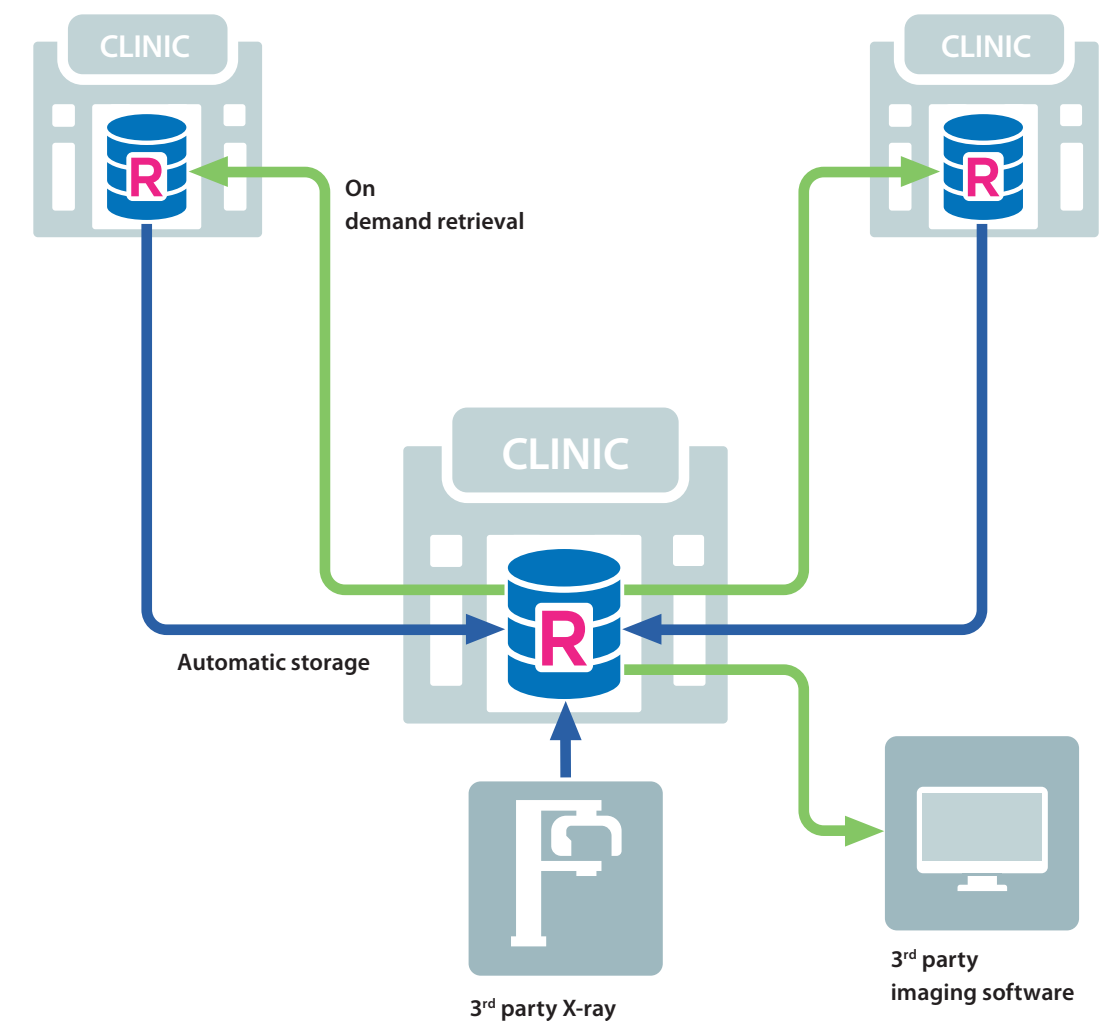 CLINIC
CLINIC
R
R
On
demand retrieval
CLINIC
R
Automatic storage
3rd party
imaging software
3rd party X-ray